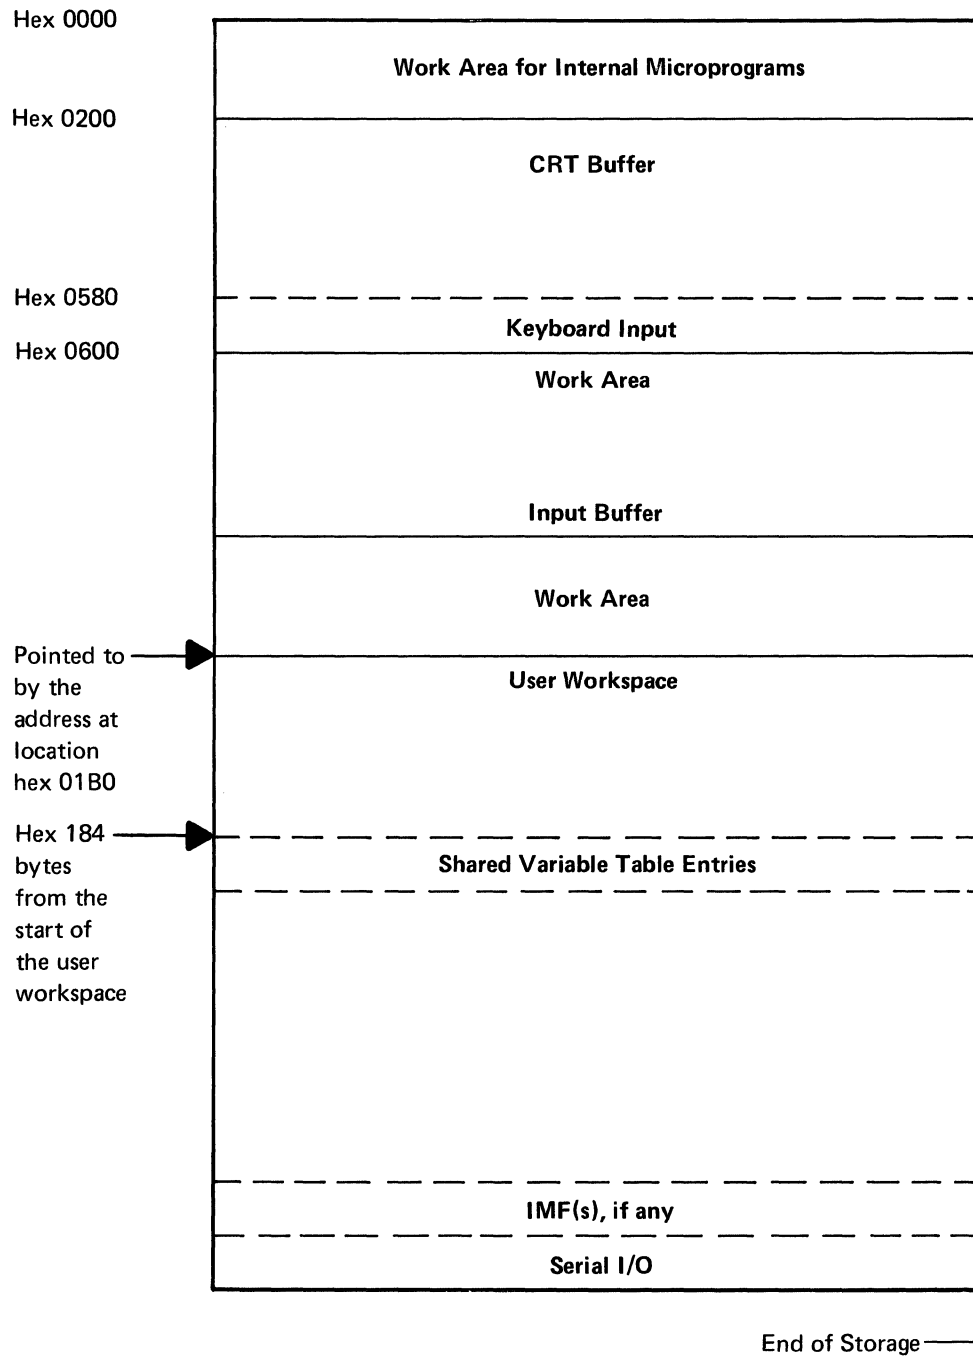 Hex 0000
Work Area for Internal Microprograms
Hex 0200
CRT Buffer
Hex 0580
Keyboard Input
Hex 0600
Work Area
Input Buffer
Work Area
Pointed to
by the
address at
location
hex 01B0
User Workspace
Hex 184
bytes
from the
start of
the user
workspace
Shared Variable Table Entries
IMF(s), if any
Serial I/O
End of Storage